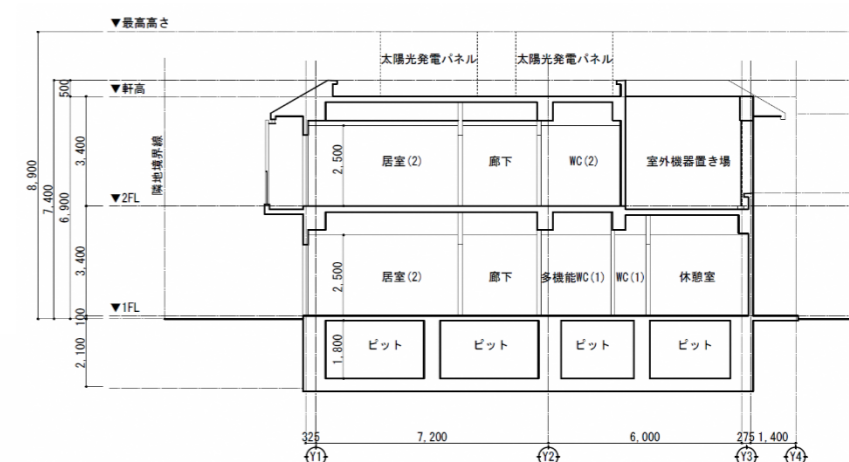 ▼最高高さ
太陽光発電パネル
太陽光発電パネル
▼軒高
500
3,400
隣地境界線
8,900
7,400
6,900
2,500
居室(2)
廊下
WC(2)
室外機器置き場
▼2FL
3,400
2,500
居室(2)
廊下
多機能WC(1)
WC(1)
休憩室
▼1FL
100
2,100
1,800
ピット
ピット
ピット
ピット
325
7,200
6,000
275
1,400
Y1
Y2
Y3
Y4